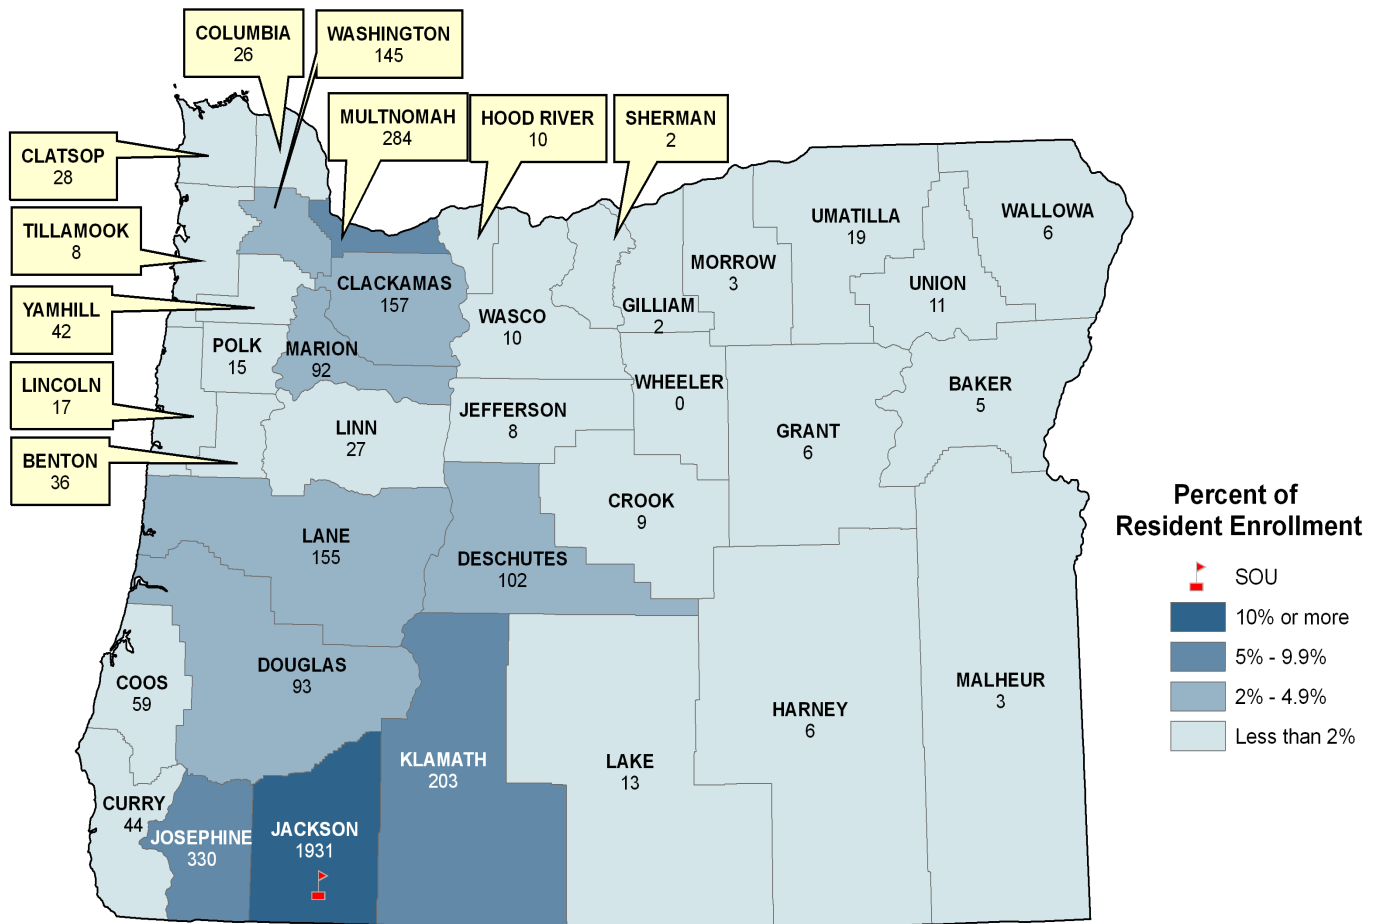 COLUMBIA
26
WASHINGTON
145
MULTNOMAH
284
HOOD RIVER
10
SHERMAN
2
CLATSOP
28
TILLAMOOK
8
YAMHILL
42
LINCOLN
17
BENTON
36
CLACKAMAS
157
WASCO
10
GILLIAM
2
MORROW
3
UMATILLA
19
UNION
11
WALLOWA
6
POLK
15
MARION
92
WHEELER
0
BAKER
5
JEFFERSON
8
LINN
27
GRANT
6
CROOK
9
LANE
155
DESCHUTES
102
DOUGLAS
93
COOS
59
MALHEUR
3
HARNEY
6
KLAMATH
203
LAKE
13
CURRY
44
JOSEPHINE
330
JACKSON
1931
Percent of
Resident Enrollment
SOU
10% or more
5% - 9.9%
2% - 4.9%
Less than 2%